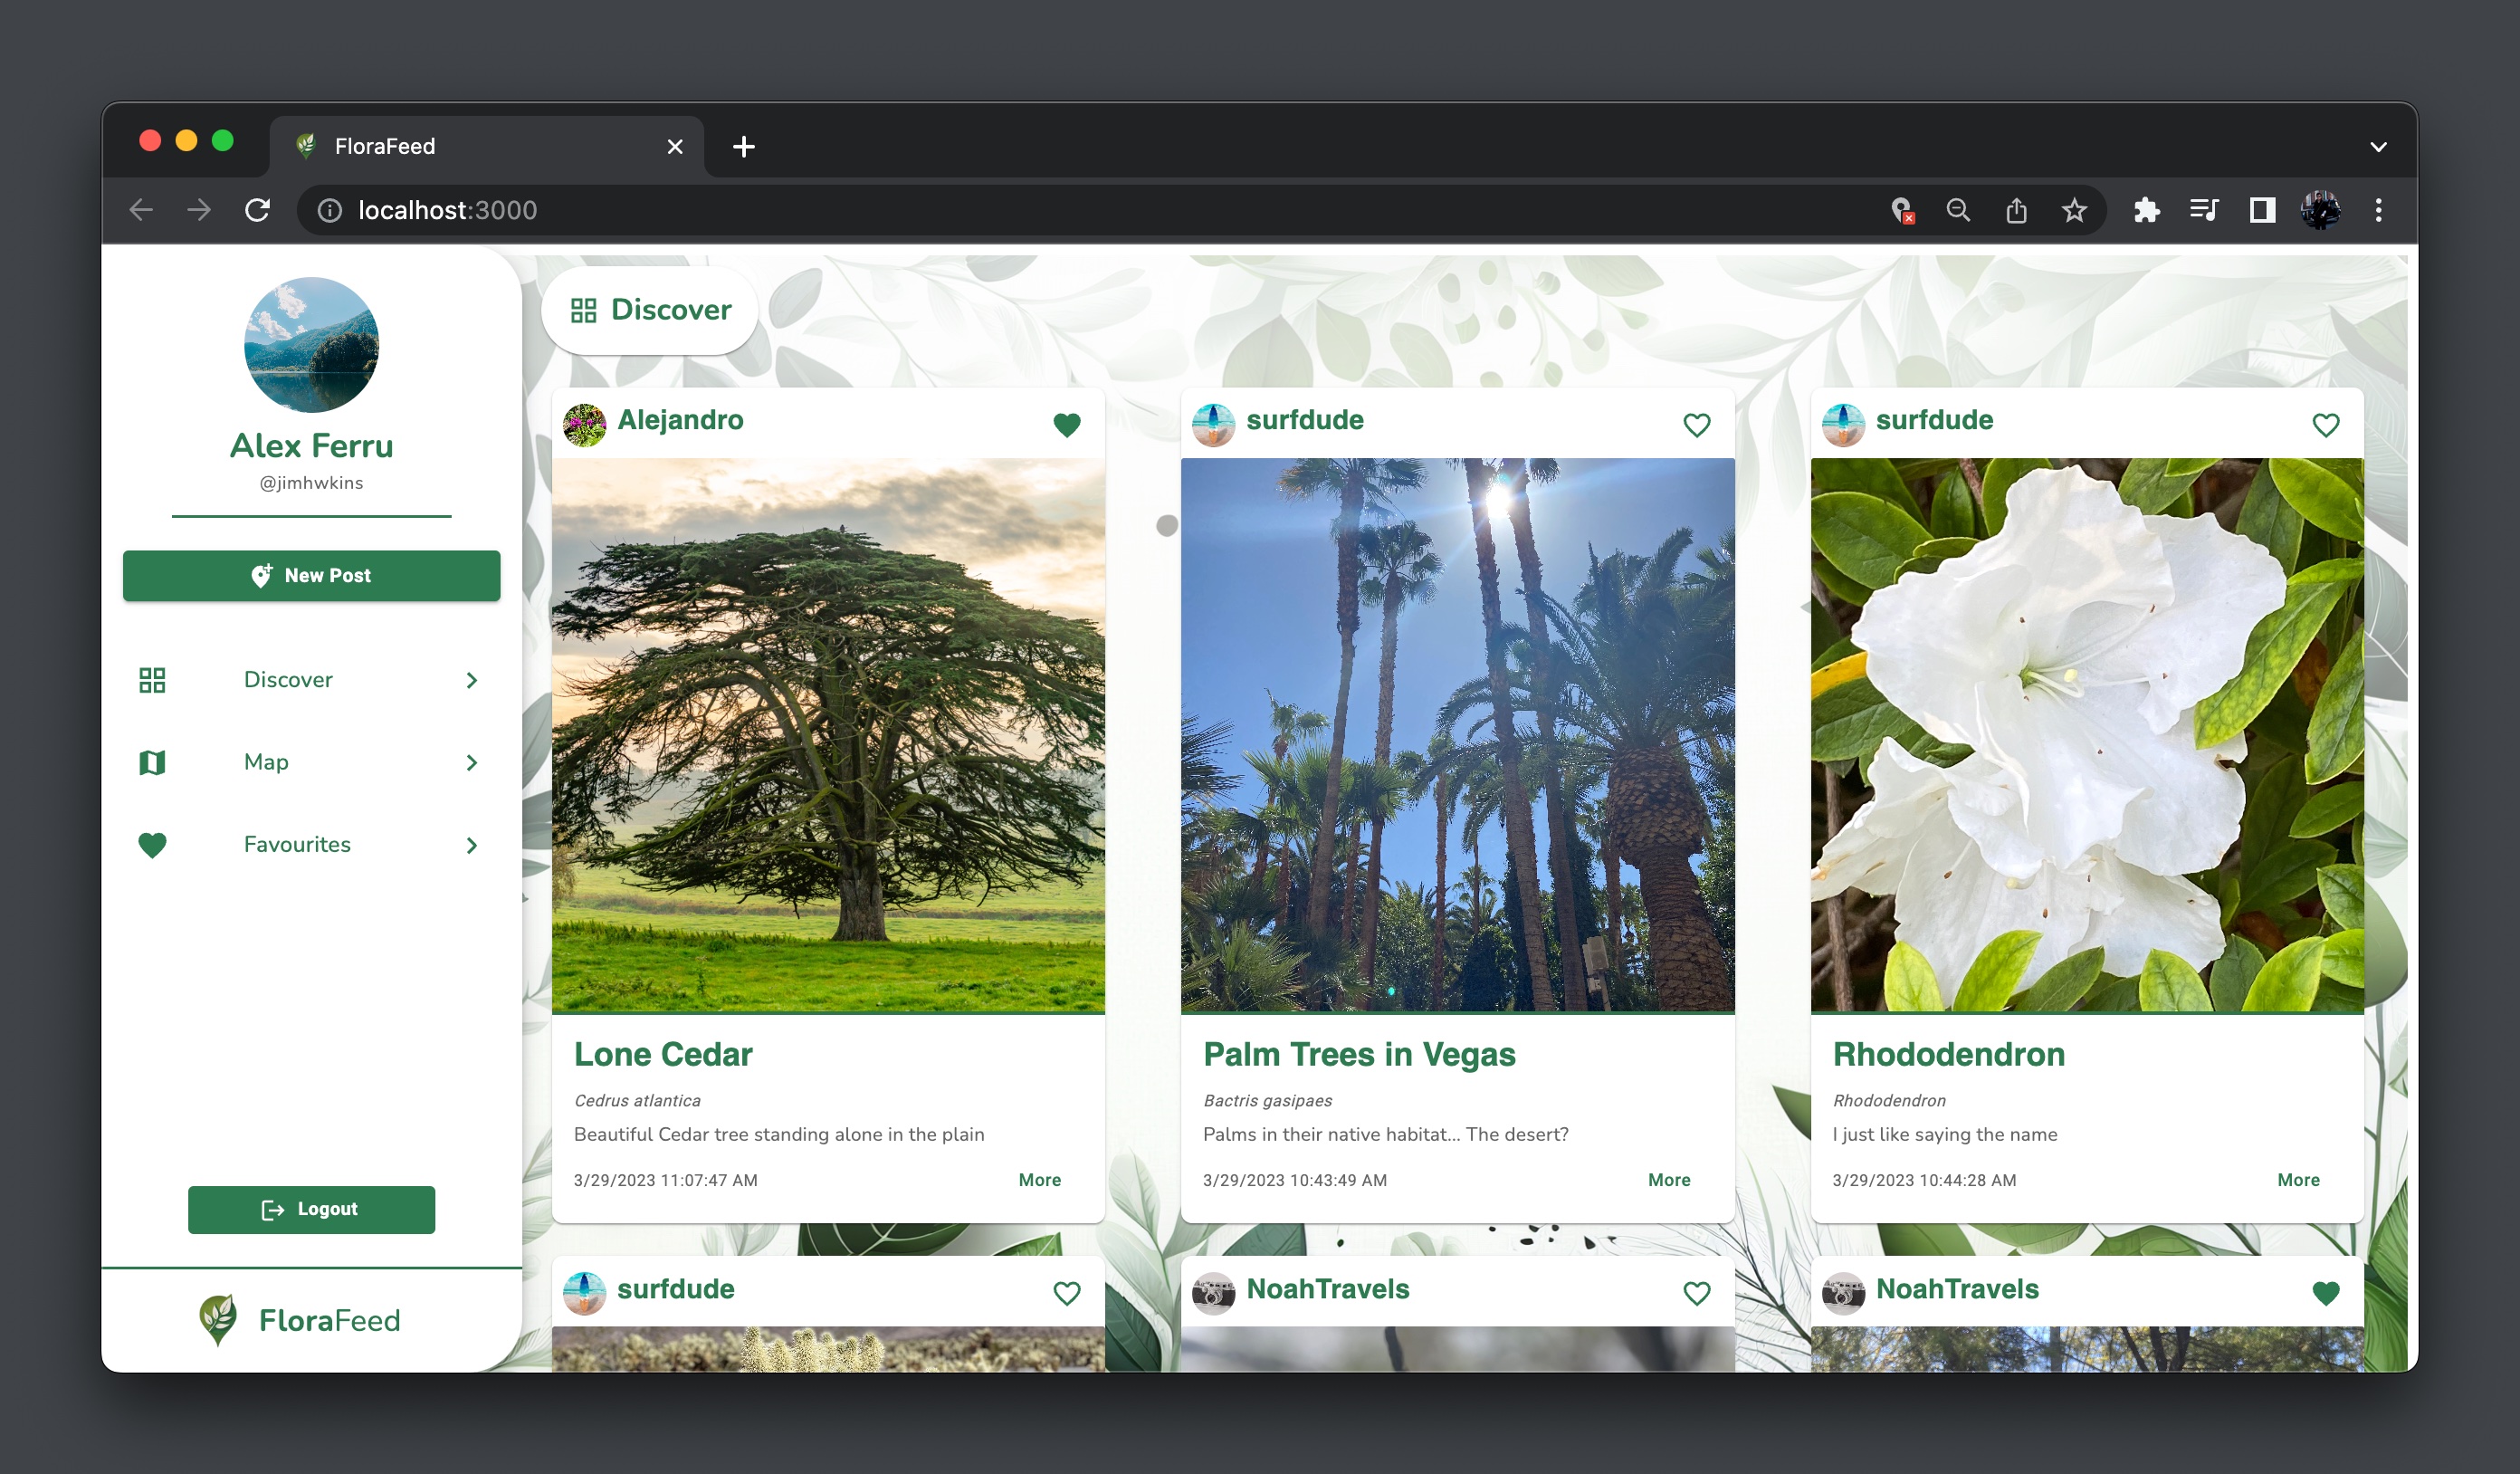 FloraFeed
localhost:3000
Alex Ferru
@jimhwkins
New Post
Discover
Map
Favourites
Logout
FloraFeed
Discover
Alejandro
Lone Cedar
Cedrus atlantica
Beautiful Cedar tree standing alone in the plain
3/29/2023 11:07:47 AM
More
surfdude
Palm Trees in Vegas
Bactris gasipaes
Palms in their native habitat... The desert?
3/29/2023 10:43:49 AM
More
surfdude
Rhododendron
Rhododendron
I just like saying the name
3/29/2023 10:44:28 AM
More
surfdude
NoahTravels
NoahTravels